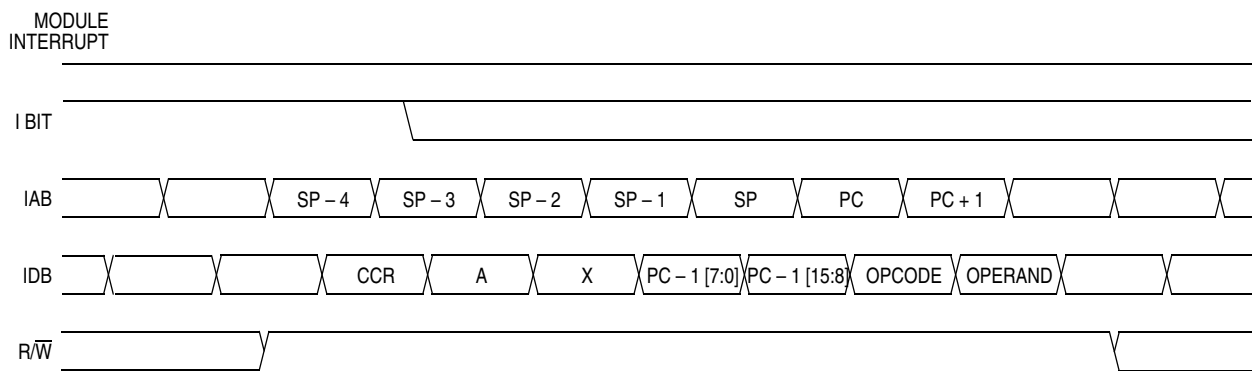 MODULE
INTERRUPT
I BIT
IAB SP – 4 SP – 3 SP – 2 SP – 1 SP PC PC + 1
IDB CCR A X PC – 1 [7:0] PC – 1 [15:8] OPCODE OPERAND
R/W̅